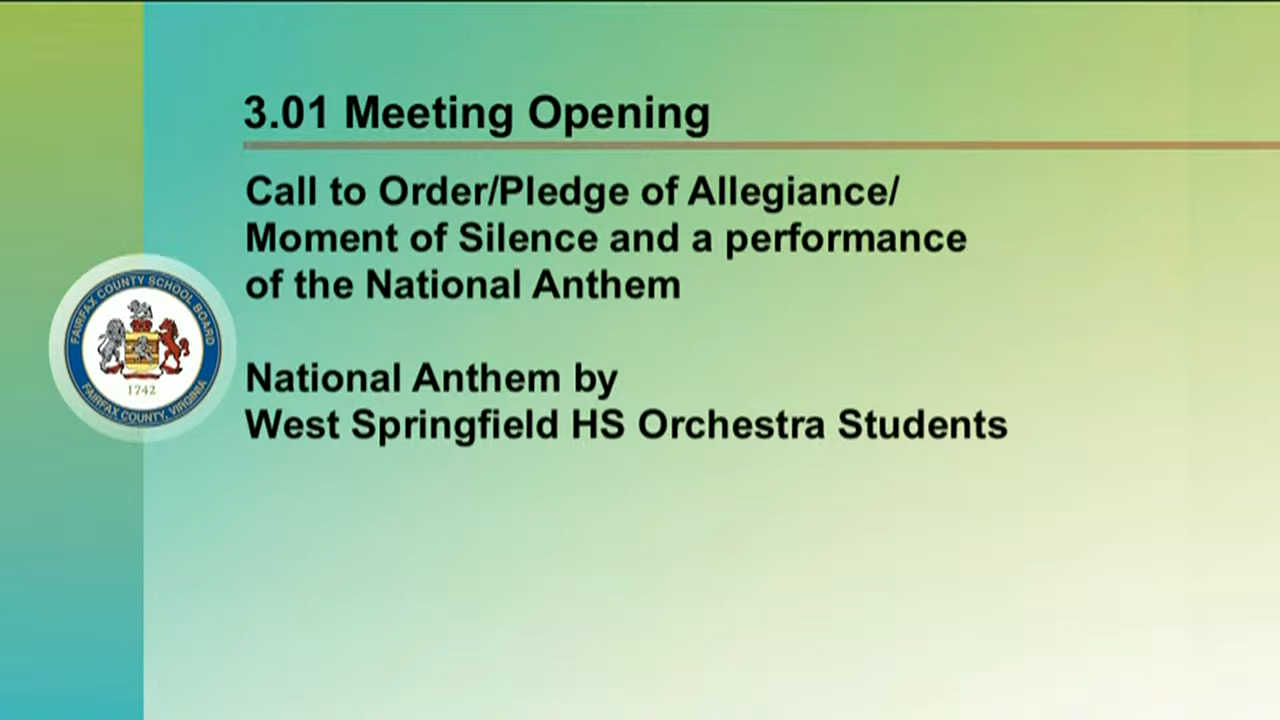 3.01 Meeting Opening
Call to Order/Pledge of Allegiance/
Moment of Silence and a performance
of the National Anthem
FAIRFAX COUNTY SCHOOL BOARD
1742
FAIRFAX COUNTY, VIRGINIA
National Anthem by
West Springfield HS Orchestra Students